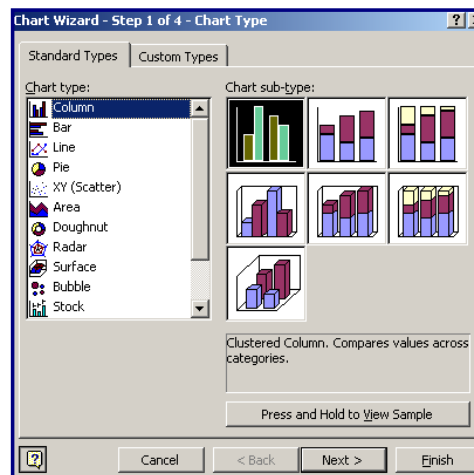 Chart Wizard - Step 1 of 4 - Chart Type
?
Standard Types
Custom Types
Chart type:
Chart sub-type:
Column
Bar
Line
Pie
XY (Scatter)
Area
Doughnut
Radar
Surface
Bubble
Stock
Clustered Column. Compares values across
categories.
Press and Hold to View Sample
?
Cancel
< Back
Next >
Finish